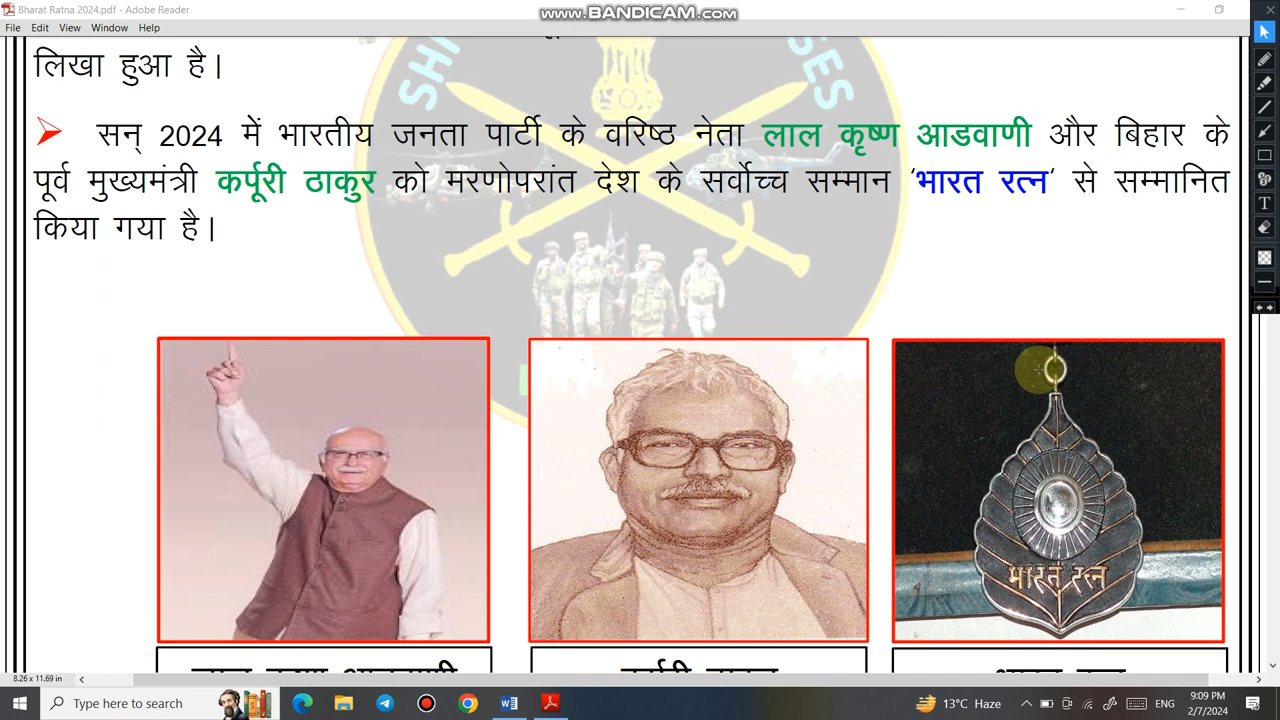 Bharat Ratna 2024.pdf - Adobe Reader
www.BANDICAM.com
File Edit View Window Help
लिखा हुआ है।
सन् 2024 में भारतीय जनता पार्टी के वरिष्ठ नेता लाल कृष्ण आडवाणी और बिहार के
पूर्व मुख्यमंत्री कर्पूरी ठाकुर को मरणोपरांत देश के सर्वोच्च सम्मान 'भारत रत्न' से सम्मानित
किया गया है।
भारत रत्न
8.26 x 11.69 in
Type here to search
13°C Haze
ENG
9:09 PM
2/7/2024